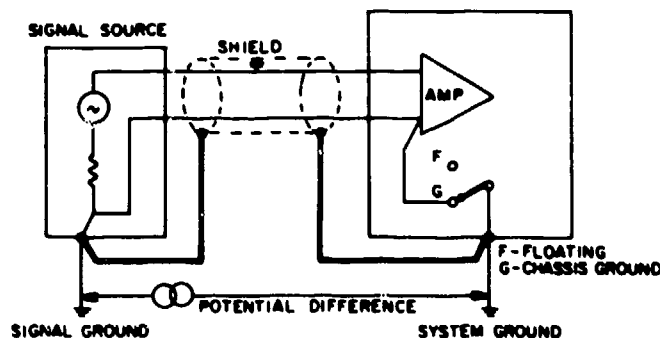 SIGNAL SOURCE
SHIELD
AMP
F
G
F-FLOATING
G-CHASSIS GROUND
POTENTIAL DIFFERENCE
SIGNAL GROUND
SYSTEM GROUND